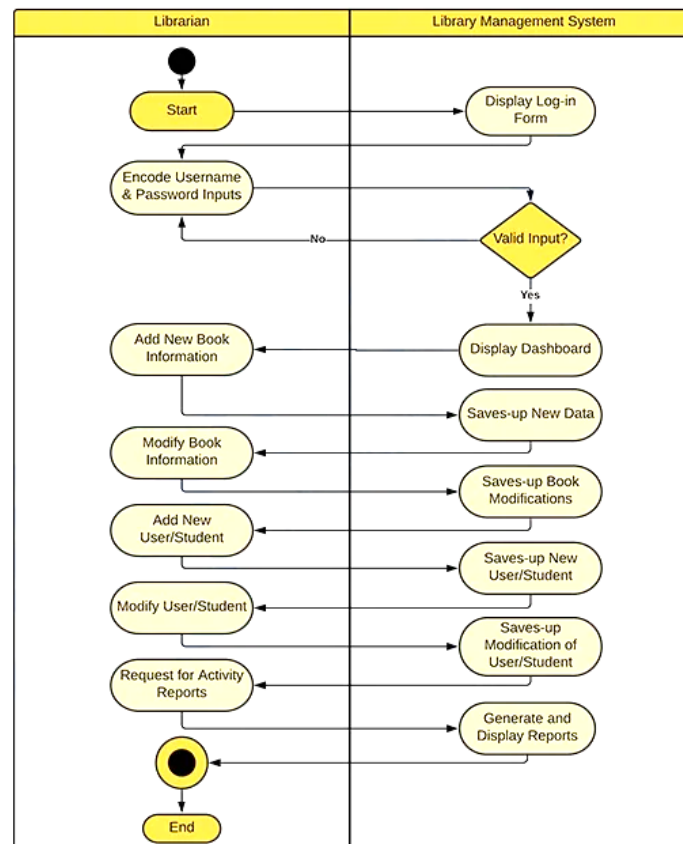 Librarian
Library Management System
Start
Display Log-in
Form
Encode Username
& Password Inputs
Valid Input?
No
Yes
Add New Book
Information
Display Dashboard
Saves-up New Data
Modify Book
Information
Saves-up Book
Modifications
Add New
User/Student
Saves-up New
User/Student
Modify User/Student
Saves-up
Modification of
User/Student
Request for Activity
Reports
Generate and
Display Reports
End